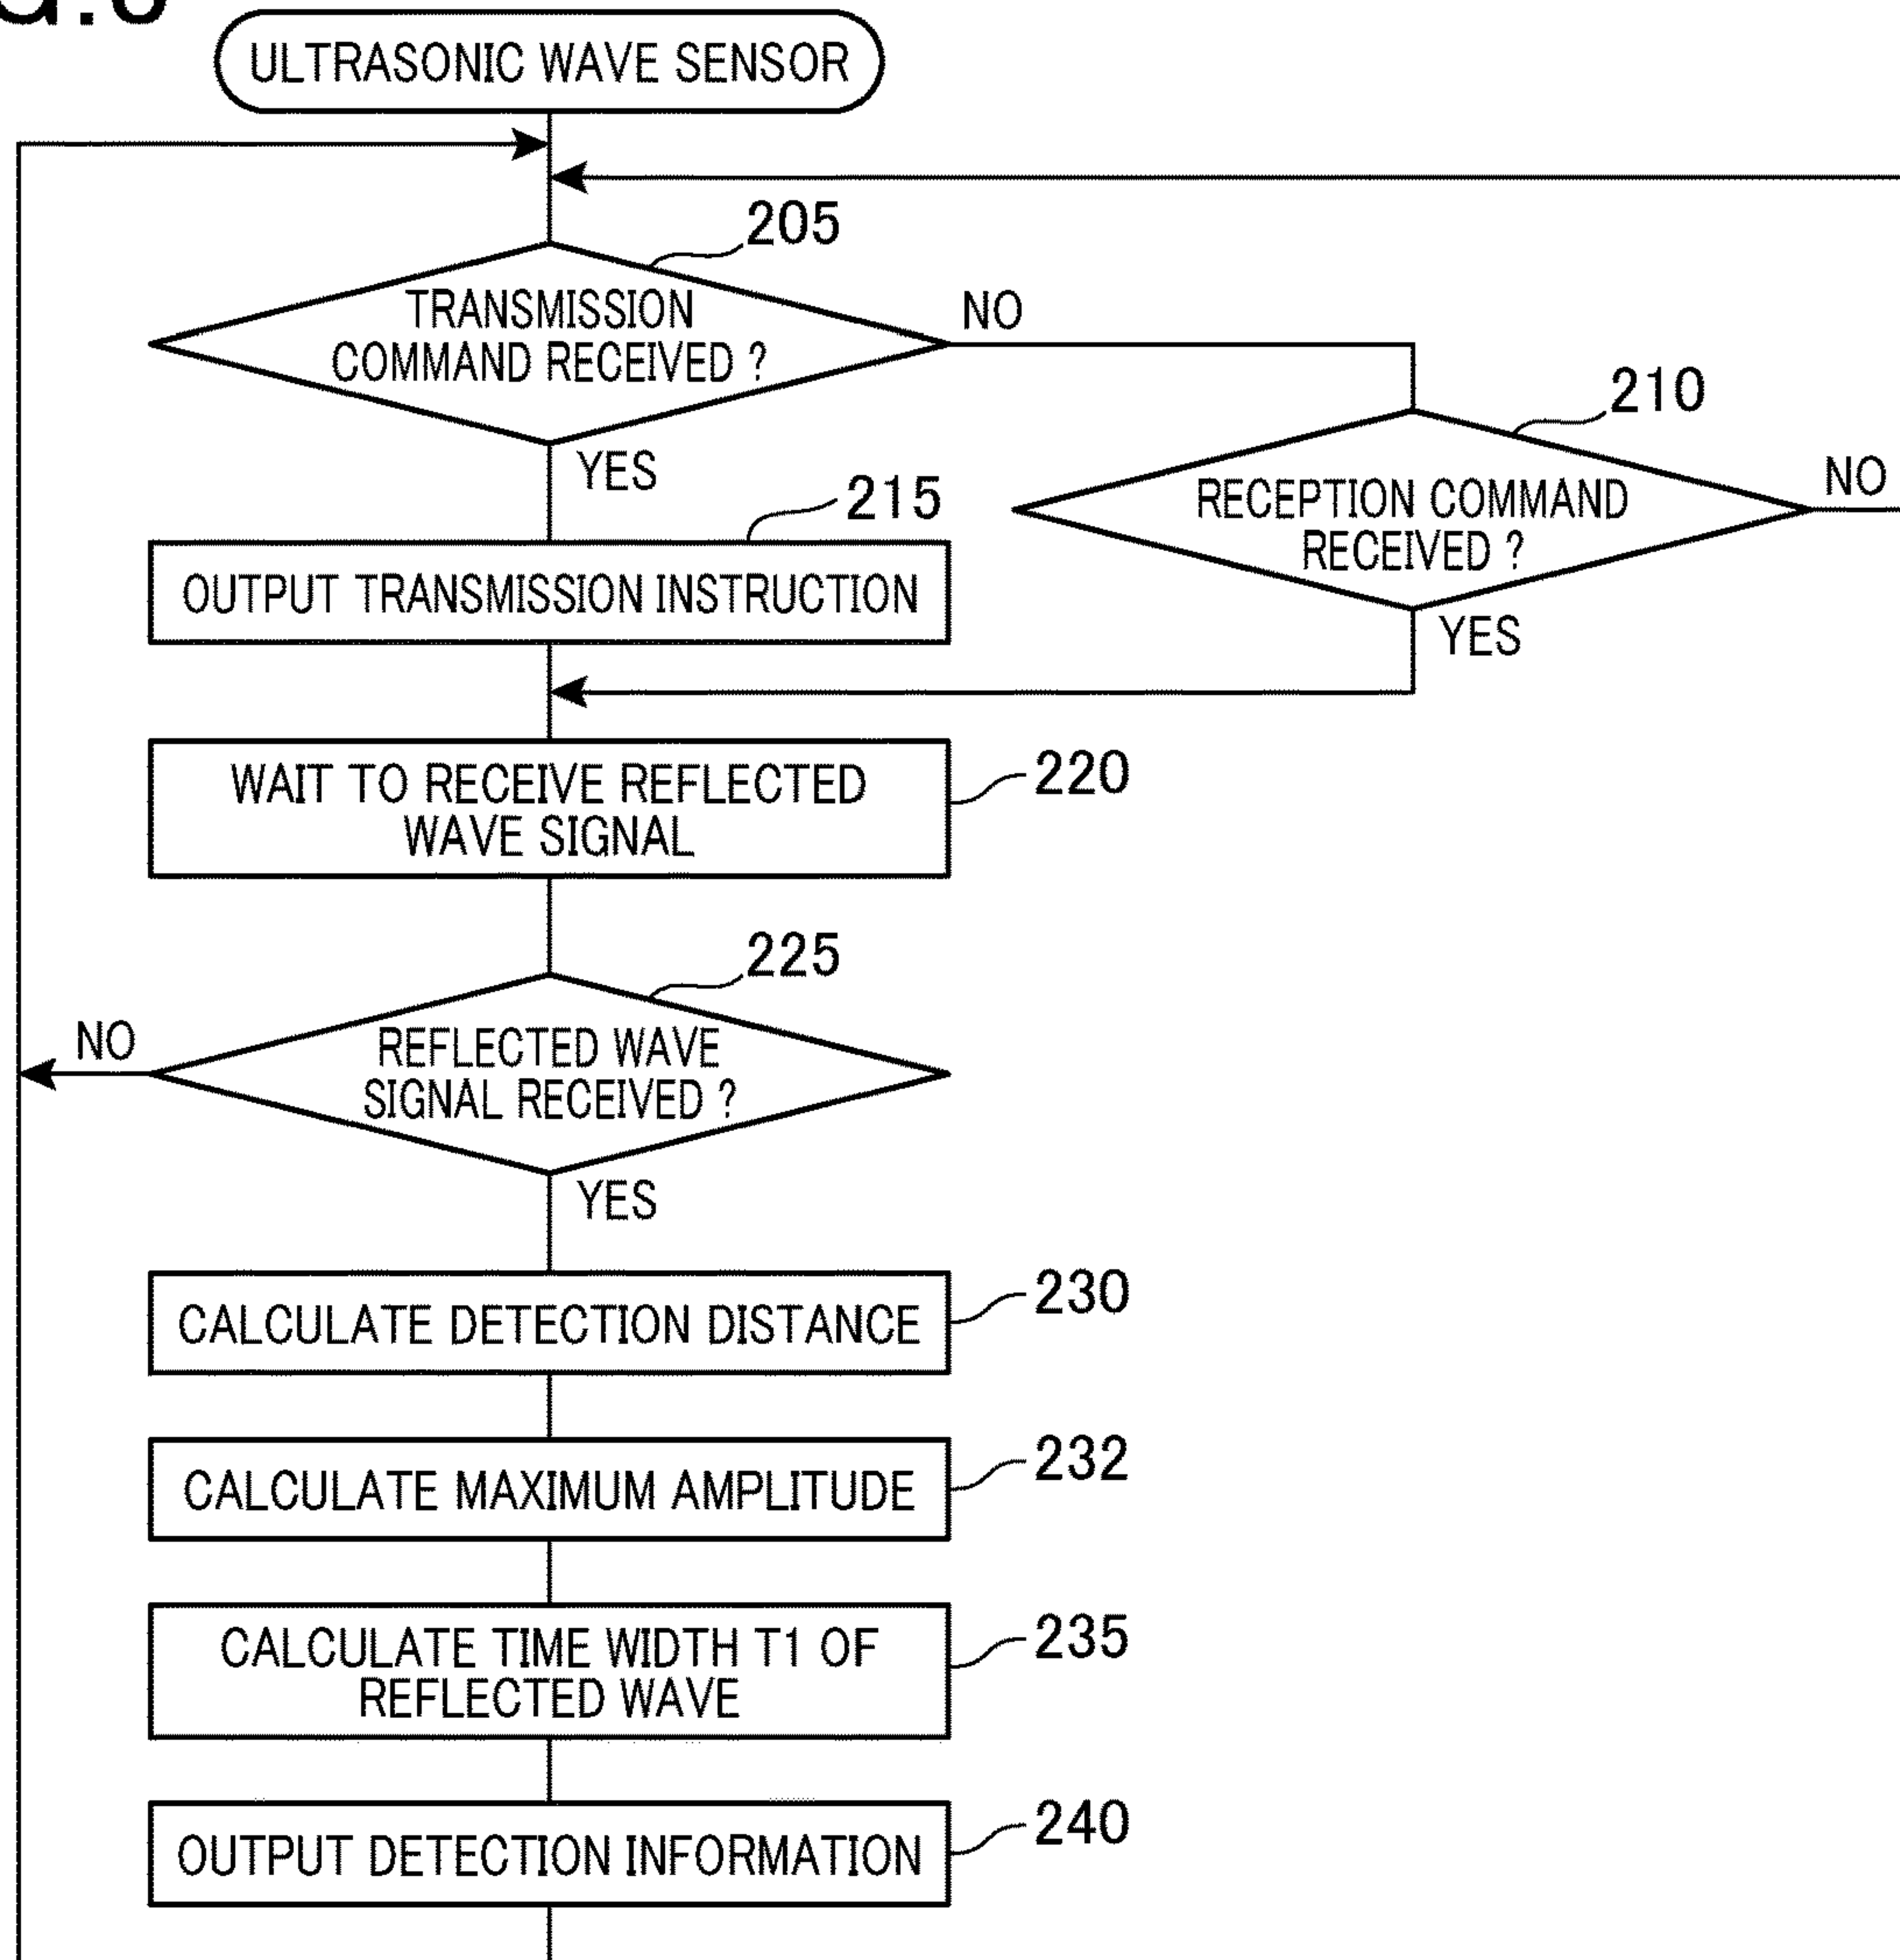 ULTRASONIC WAVE SENSOR
205
TRANSMISSION
COMMAND RECEIVED ?
NO
YES
210
RECEPTION COMMAND
RECEIVED ?
NO
YES
215
OUTPUT TRANSMISSION INSTRUCTION
WAIT TO RECEIVE REFLECTED
WAVE SIGNAL
220
225
REFLECTED WAVE
SIGNAL RECEIVED ?
NO
YES
CALCULATE DETECTION DISTANCE
230
CALCULATE MAXIMUM AMPLITUDE
232
CALCULATE TIME WIDTH T1 OF
REFLECTED WAVE
235
OUTPUT DETECTION INFORMATION
240